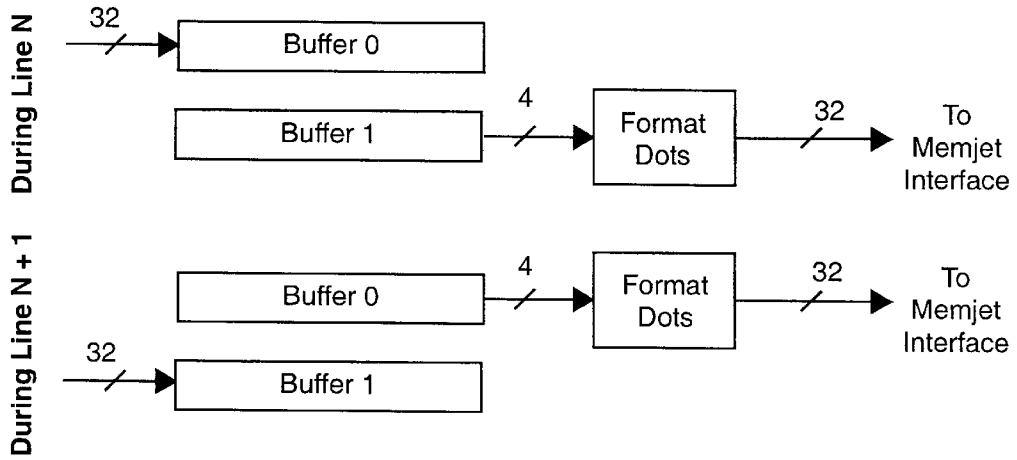 During Line N
32
Buffer 0
Buffer 1
4
Format
Dots
32
To
Memjet
Interface
During Line N + 1
Buffer 0
4
Format
Dots
32
To
Memjet
Interface
32
Buffer 1